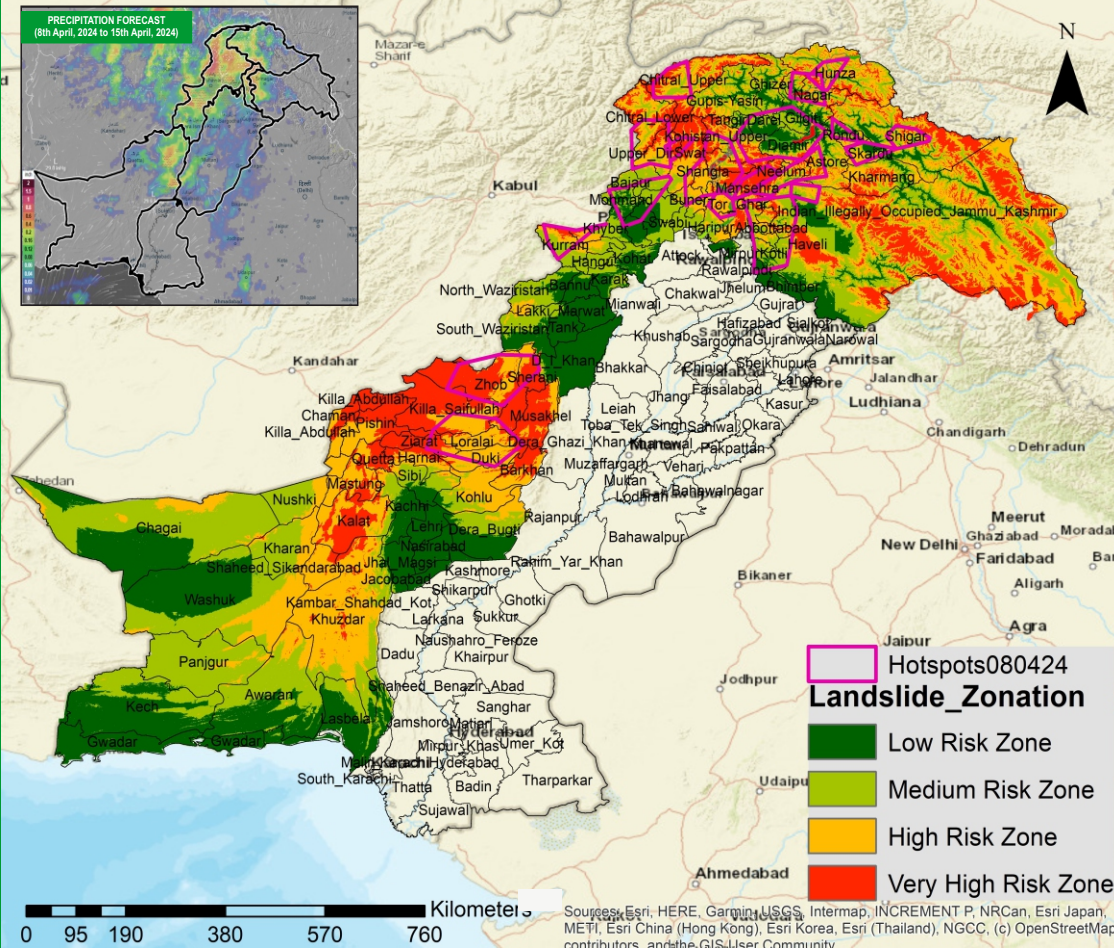 PRECIPITATION FORECAST
(8th April, 2024 to 15th April, 2024)
N
Mazar-e
Sharif
Hunza
Chitral_Upper
Ghizer
Nagar
Gupis-Yasin
Chitral_Lower
Tangir
Darel
Gilgit
Kohistan_Upper
Rondu
Shigar
Diamir
Upper_Dir
Swat
Skardu
Astore
Shangla
Neelum
Kharmang
Kabul
Bajaur
Mansehra
Mohmand
Buner
Tor_Ghar
Indian_Illegally_Occupied_Jammu_Kashmir
Khyber
Swabi
Haripur
Abbottabad
Kurram
Haveli
Hangu
Kohat
Attock
Mirpur
Kotli
Rawalpindi
Karak
Bannu
Jhelum
Bhimber
North_Waziristan
Chakwal
Mianwali
Gujrat
Lakki_Marwat
Hafizabad
Sialkot
South_Waziristan
Tank
Khushab
Sargodha
Gujranwala
Narowal
Kandahar
D_I_Khan
Bhakkar
Chiniot
Sheikhupura
Amritsar
Sherani
Zhob
Faisalabad
Lahore
Jalandhar
Jhang
Kasur
Ludhiana
Killa_Abdullah
Killa_Saifullah
Leiah
Chaman
Pishin
Musakhel
Toba_Tek_Singh
Sahiwal
Okara
Killa_Abdullah
Chandigarh
Ziarat
Loralai
Dera_Ghazi_Khan
Khanewal
Pakpattan
Dehradun
Quetta
Harnai
Duki
Muzaffargarh
Vehari
Barkhan
Sibi
Mastung
Multan
Nushki
Kachhi
Kohlu
Lodhran
Bahawalnagar
Kalat
Rajanpur
Meerut
Chagai
Lehri
Dera_Bugti
Bahawalpur
Ghaziabad
Kharan
Nasirabad
New Delhi
Faridabad
Shaheed_Sikandarabad
Jhal_Magsi
Rahim_Yar_Khan
Jacobabad
Kashmore
Bikaner
Aligarh
Washuk
Shikarpur
Kambar_Shahdad_Kot
Ghotki
Larkana
Sukkur
Agra
Khuzdar
Naushahro_Feroze
Jaipur
Panjgur
Dadu
Khairpur
Jodhpur
Awaran
Shaheed_Benazir_Abad
Kech
Sanghar
Lasbela
Jamshoro
Matiari
Hyderabad
Gwadar
Gwadar
Mirpur_Khas
Umer_Kot
Hyderabad
South_Karachi
Thatta
Badin
Tharparkar
Sujawal
Ahmedabad
Vadodara
Hotspots080424
Landslide_Zonation
Low Risk Zone
Medium Risk Zone
High Risk Zone
Very High Risk Zone
Kilometers
0 95 190 380 570 760
Sources: Esri, HERE, Garmin, USGS, Intermap, INCREMENT P, NRCan, Esri Japan,
METI, Esri China (Hong Kong), Esri Korea, Esri (Thailand), NGCC, (c) OpenStreetMap
contributors, and the GIS User Community